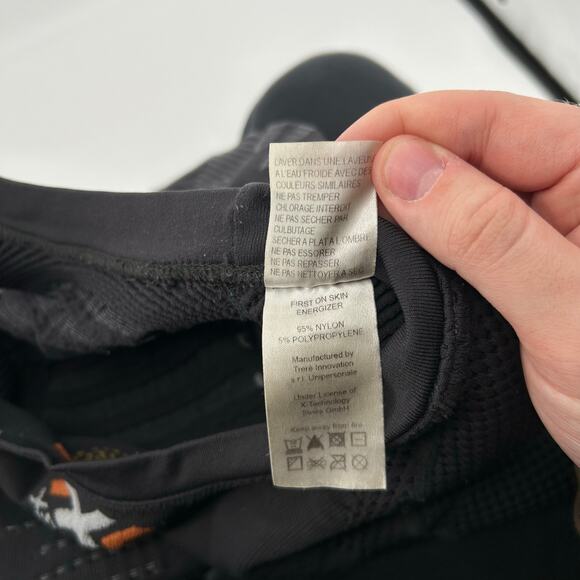 LAVER DANS UNE LAVEU
A L'EAU FROIDE AVEC DES
COULEURS SIMILAIRES
NE PAS TREMPER
CHLORAGE INTERDIT
NE PAS SECHER PAR
CULBUTAGE
SECHER A PLAT A L'OMBRE
NE PAS ESSORER
NE PAS REPASSER
NE PAS NETTOYER A SEC
FIRST ON SKIN
ENERGIZER
95% NYLON
5% POLYPROPYLENE
Manufactured by
Trerè Innovation
s.r.l. Unipersonale
Under License of
X-Technology
Swiss GmbH
Keep away from fire
X